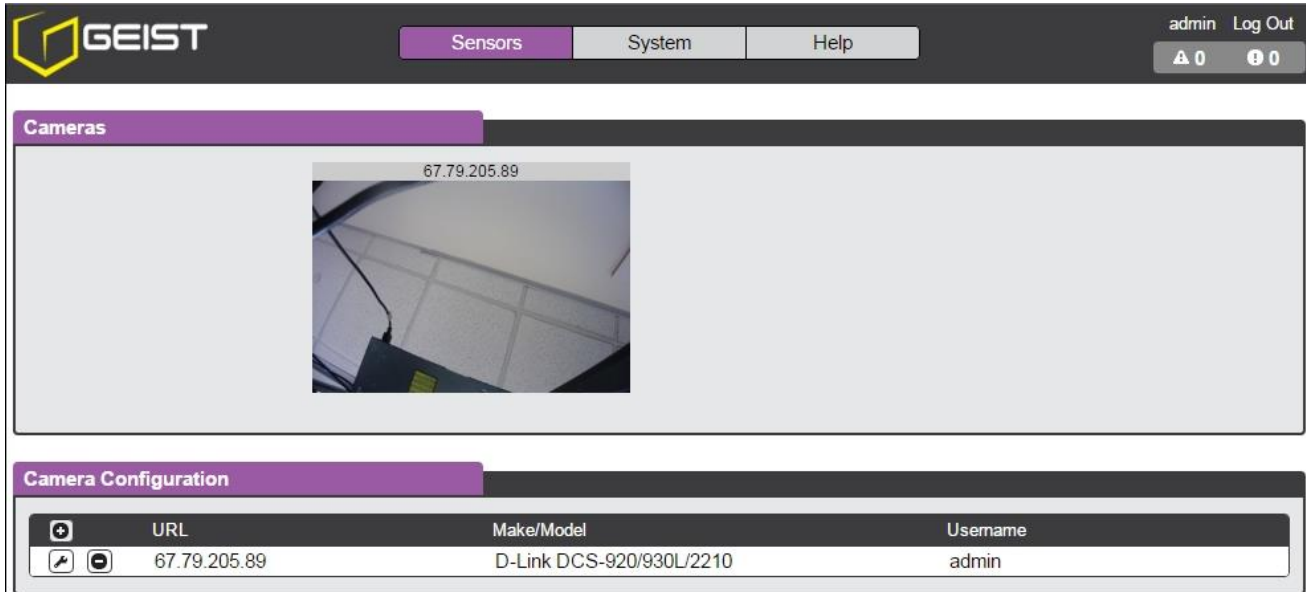 GEIST
Sensors System Help
admin Log Out
0 0
Cameras
67.79.205.89
Camera Configuration
URL Make/Model Username
67.79.205.89 D-Link DCS-920/930L/2210 admin